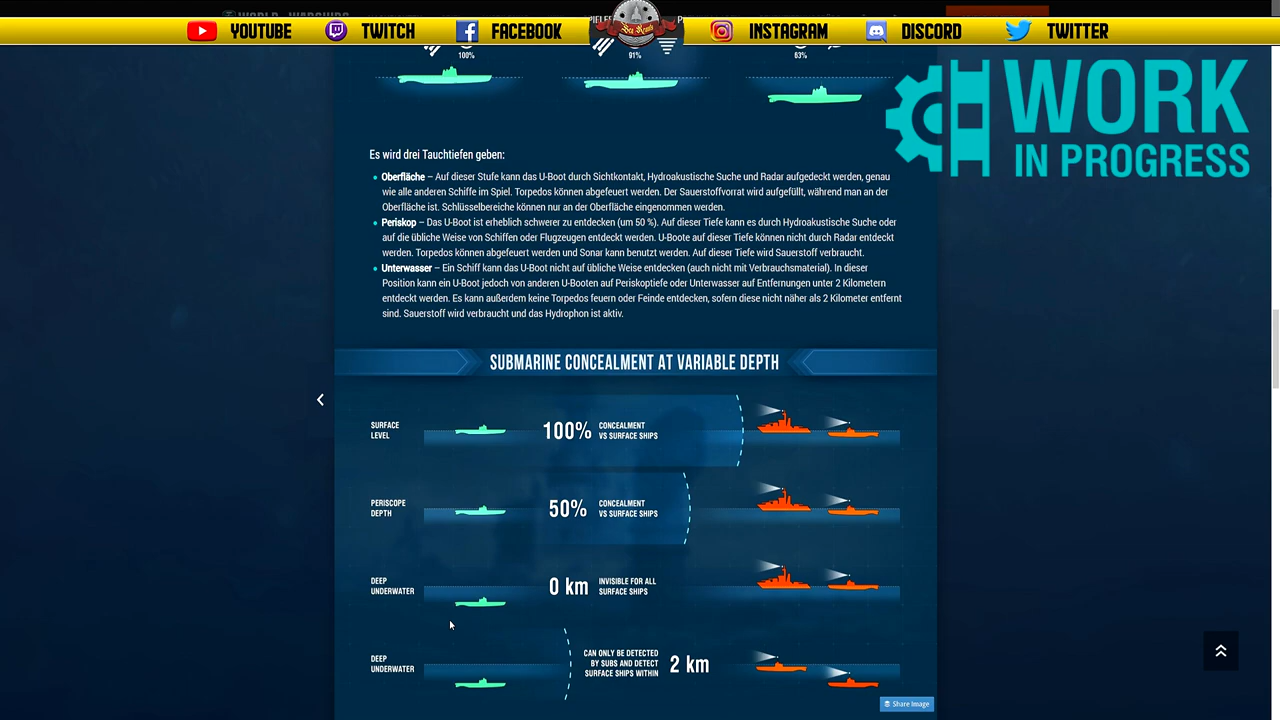 YOUTUBE
TWITCH
FACEBOOK
INSTAGRAM
DISCORD
TWITTER
100%
91%
63%
WORK
IN PROGRESS
Es wird drei Tauchtiefen geben:
Oberfläche – Auf dieser Stufe kann das U-Boot durch Sichtkontakt, Hydroakustische Suche und Radar aufgedeckt werden, genau
wie alle anderen Schiffe im Spiel. Torpedos können abgefeuert werden. Der Sauerstoffvorrat wird aufgefüllt, während man an der
Oberfläche ist. Schlüsselbereiche können nur an der Oberfläche eingenommen werden.
Periskop – Das U-Boot ist erheblich schwerer zu entdecken (um 50 %). Auf dieser Tiefe kann es durch Hydroakustische Suche oder
auf die übliche Weise von Schiffen oder Flugzeugen entdeckt werden. U-Boote auf dieser Tiefe können nicht durch Radar entdeckt
werden. Torpedos können abgefeuert werden und Sonar kann benutzt werden. Auf dieser Tiefe wird Sauerstoff verbraucht.
Unterwasser – Ein Schiff kann das U-Boot nicht auf übliche Weise entdecken (auch nicht mit Verbrauchsmaterial). In dieser
Position kann ein U-Boot jedoch von anderen U-Booten auf Periskoptiefe oder Unterwasser auf Entfernungen unter 2 Kilometern
entdeckt werden. Es kann außerdem keine Torpedos feuern oder Feinde entdecken, sofern diese nicht näher als 2 Kilometer entfernt
sind. Sauerstoff wird verbraucht und das Hydrophon ist aktiv.
SUBMARINE CONCEALMENT AT VARIABLE DEPTH
SURFACE
LEVEL
100%
CONCEALMENT
VS SURFACE SHIPS
PERISCOPE
DEPTH
50%
CONCEALMENT
VS SURFACE SHIPS
DEEP
UNDERWATER
0 km
INVISIBLE FOR ALL
SURFACE SHIPS
DEEP
UNDERWATER
CAN ONLY BE DETECTED
BY SUBS AND DETECT
SURFACE SHIPS WITHIN
2 km
Share Image